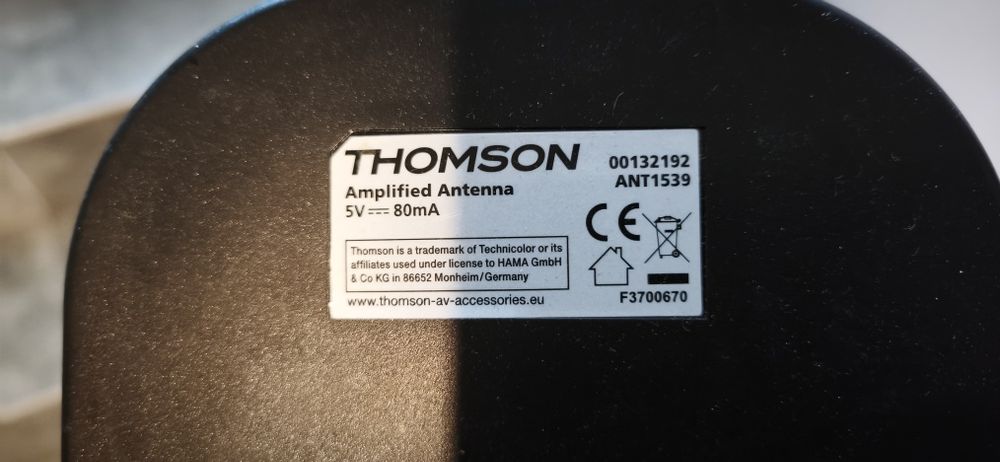 THOMSON
00132192
ANT1539
Amplified Antenna
5V⎓80mA
CE
Thomson is a trademark of Technicolor or its
affiliates used under license to HAMA GmbH
& Co KG in 86652 Monheim/Germany
www.thomson-av-accessories.eu
F3700670